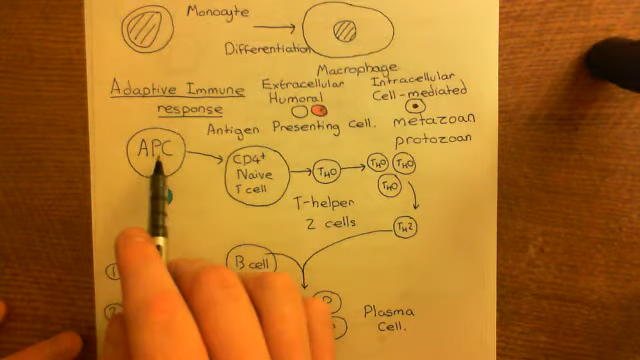 Monocyte
Differentiation
Macrophage
Adaptive Immune
response
Extracellular
Humoral
Intracellular
Cell-mediated
metazoan
protozoan
Antigen Presenting Cell.
APC
CD4+
Naive
T cell
TH0
TH0
TH0
TH0
T-helper
2 cells
TH2
B cell
1
2
Plasma
Cell.